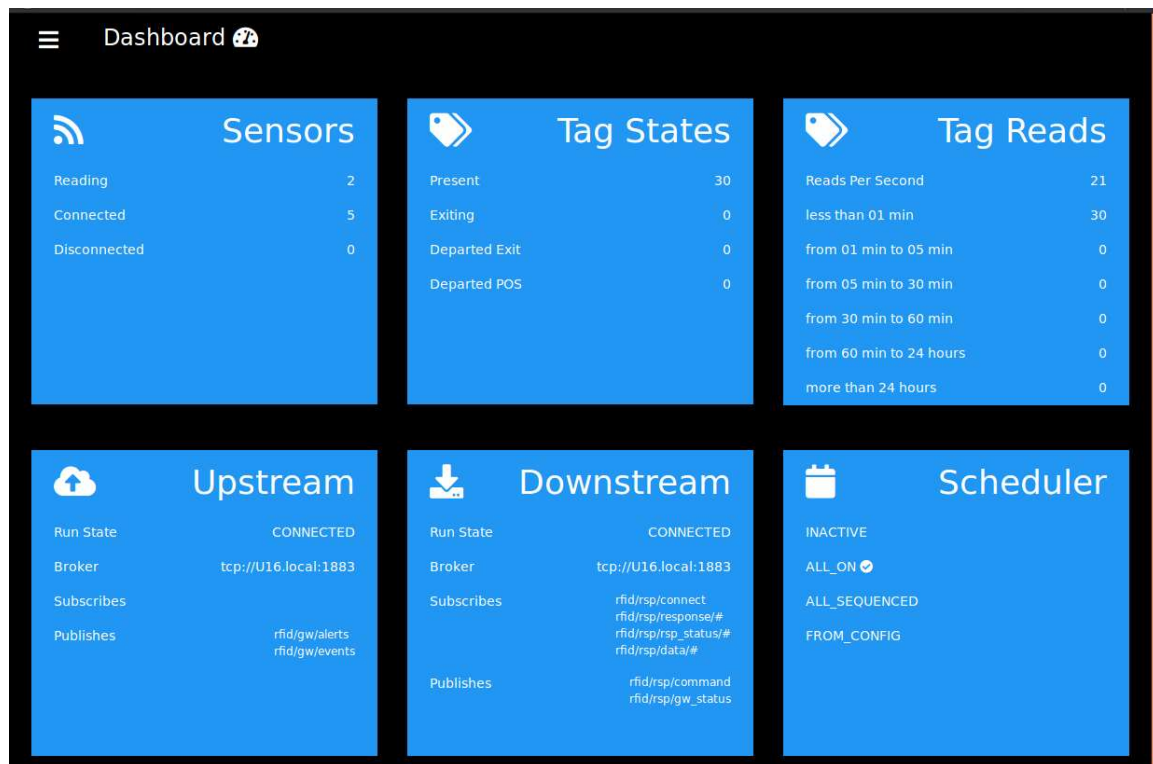 Dashboard
Sensors
Reading 2
Connected 5
Disconnected 0
Tag States
Present 30
Exiting 0
Departed Exit 0
Departed POS 0
Tag Reads
Reads Per Second 21
less than 01 min 30
from 01 min to 05 min 0
from 05 min to 30 min 0
from 30 min to 60 min 0
from 60 min to 24 hours 0
more than 24 hours 0
Upstream
Run State CONNECTED
Broker tcp://U16.local:1883
Subscribes
Publishes rfid/gw/alerts
rfid/gw/events
Downstream
Run State CONNECTED
Broker tcp://U16.local:1883
Subscribes rfid/rsp/connect
rfid/rsp/response/#
rfid/rsp/rsp_status/#
rfid/rsp/data/#
Publishes rfid/rsp/command
rfid/rsp/gw_status
Scheduler
INACTIVE
ALL_ON
ALL_SEQUENCED
FROM_CONFIG